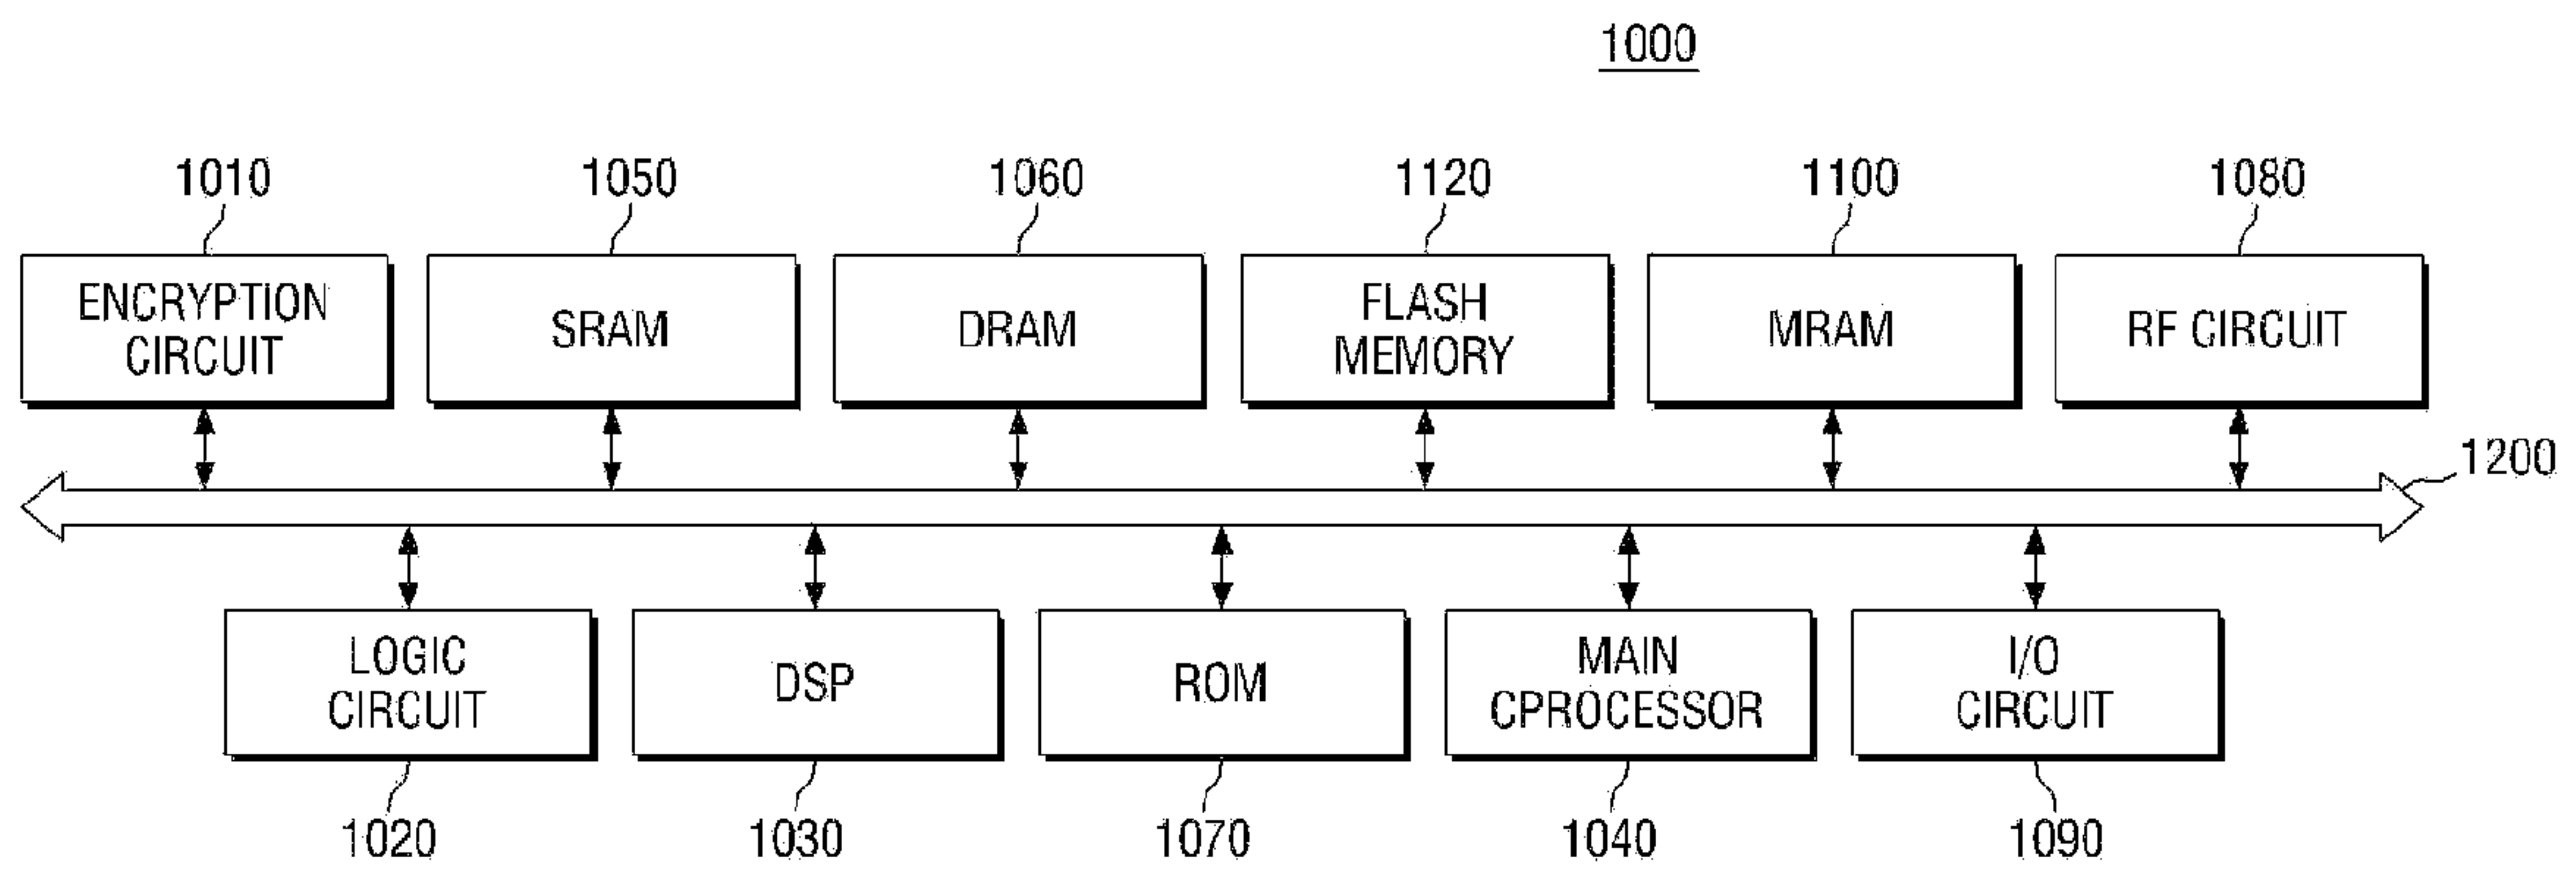 1000
1010
1050
1060
1120
1100
1080
ENCRYPTION
CIRCUIT
SRAM
DRAM
FLASH
MEMORY
MRAM
RF CIRCUIT
1200
LOGIC
CIRCUIT
DSP
ROM
MAIN
CPROCESSOR
I/O
CIRCUIT
1020
1030
1070
1040
1090